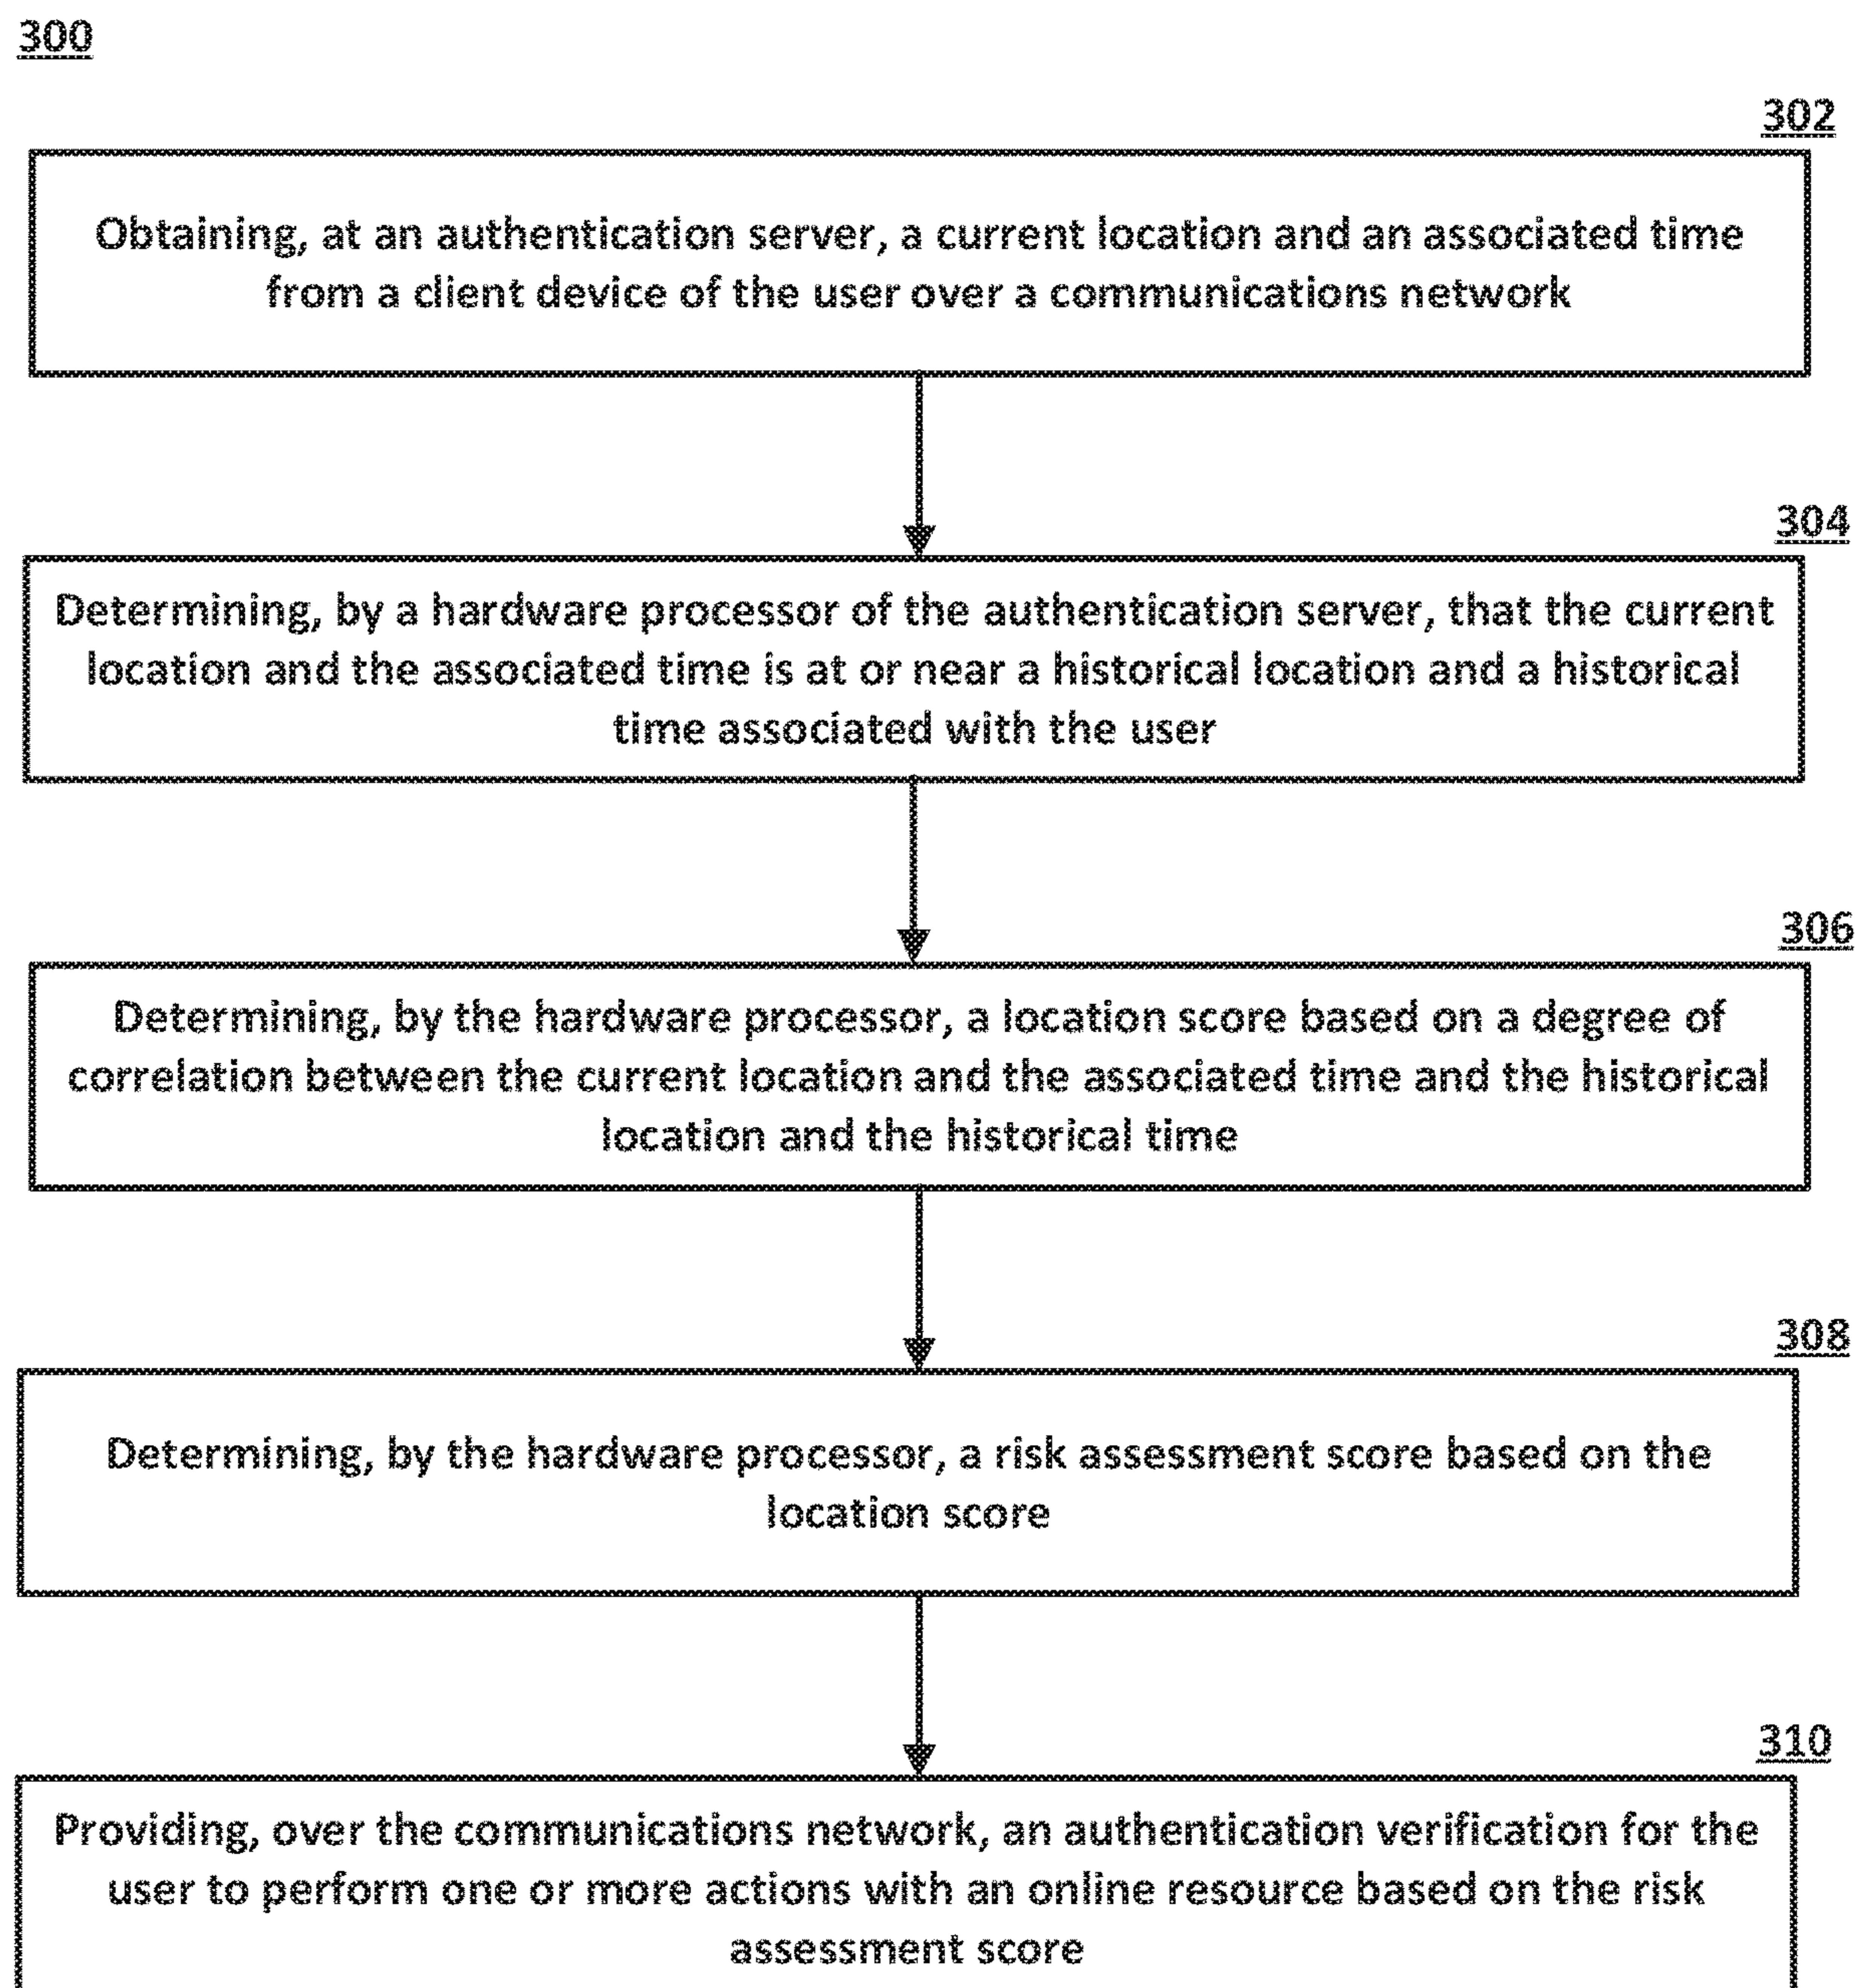 300
302
Obtaining, at an authentication server, a current location and an associated time
from a client device of the user over a communications network
304
Determining, by a hardware processor of the authentication server, that the current
location and the associated time is at or near a historical location and a historical
time associated with the user
306
Determining, by the hardware processor, a location score based on a degree of
correlation between the current location and the associated time and the historical
location and the historical time
308
Determining, by the hardware processor, a risk assessment score based on the
location score
310
Providing, over the communications network, an authentication verification for the
user to perform one or more actions with an online resource based on the risk
assessment score